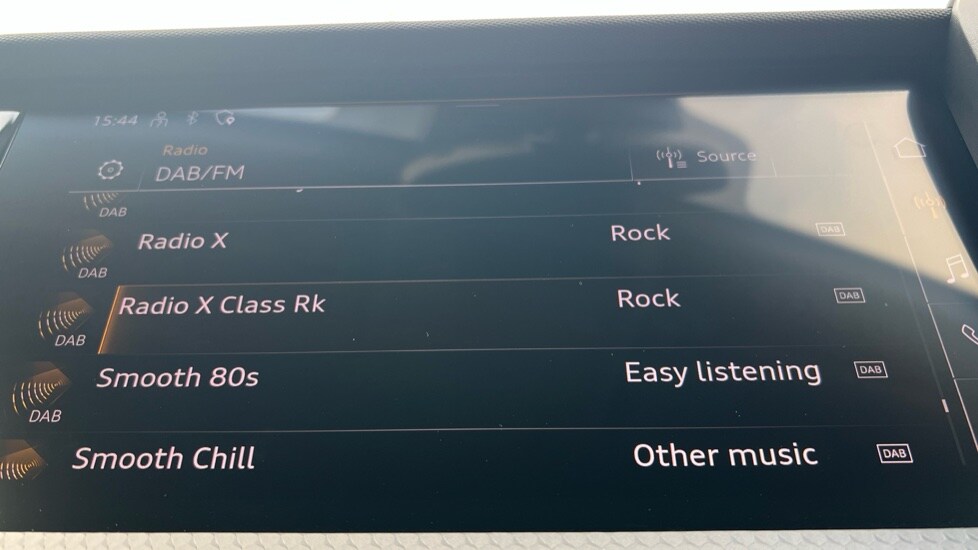 15:44
Radio
DAB/FM
Source
DAB
Radio X Rock DAB
DAB
Radio X Class Rk Rock DAB
DAB
Smooth 80s Easy listening DAB
DAB
Smooth Chill Other music DAB